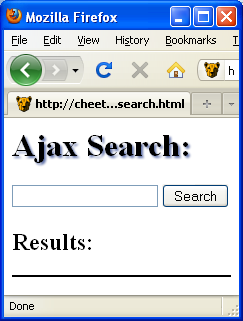 Mozilla Firefox
File Edit View History Bookmarks T
h
http://cheet...search.html
Ajax Search:
Search
Results:
Done